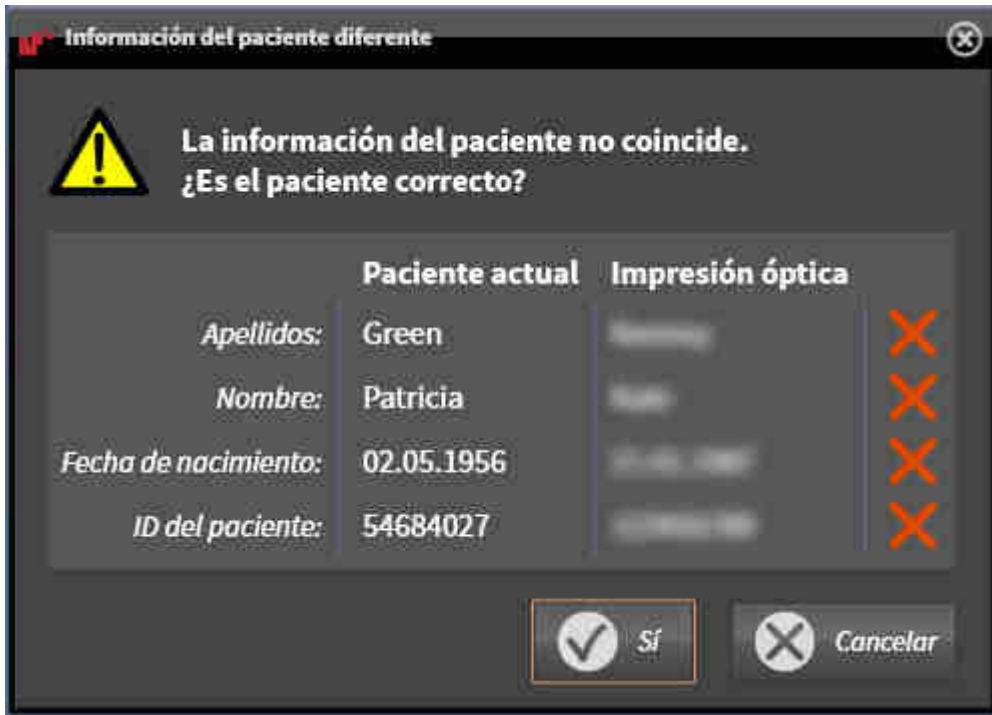 Información del paciente diferente
La información del paciente no coincide.
¿Es el paciente correcto?
Paciente actual Impresión óptica
Apellidos: Green
Nombre: Patricia
Fecha de nacimiento: 02.05.1956
ID del paciente: 54684027
Sí Cancelar